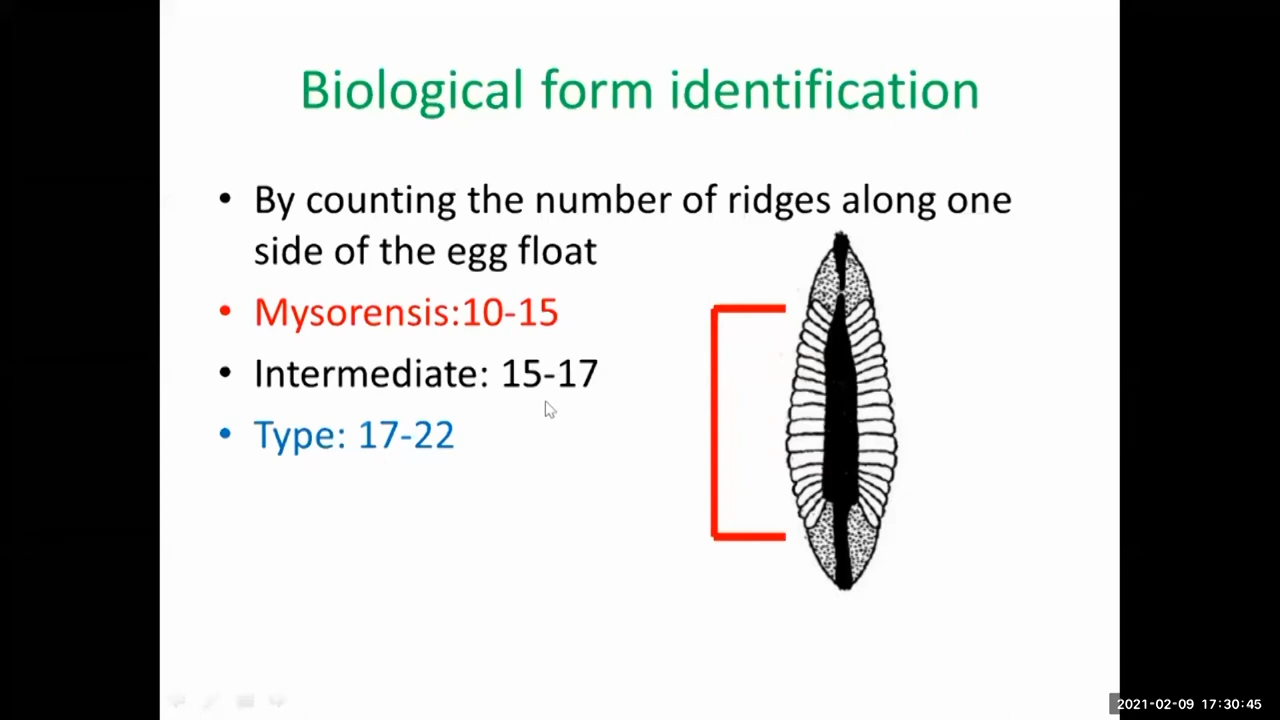 Biological form identification
• By counting the number of ridges along one
side of the egg float
• Mysorensis:10-15
• Intermediate: 15-17
• Type: 17-22
2021-02-09 17:30:45